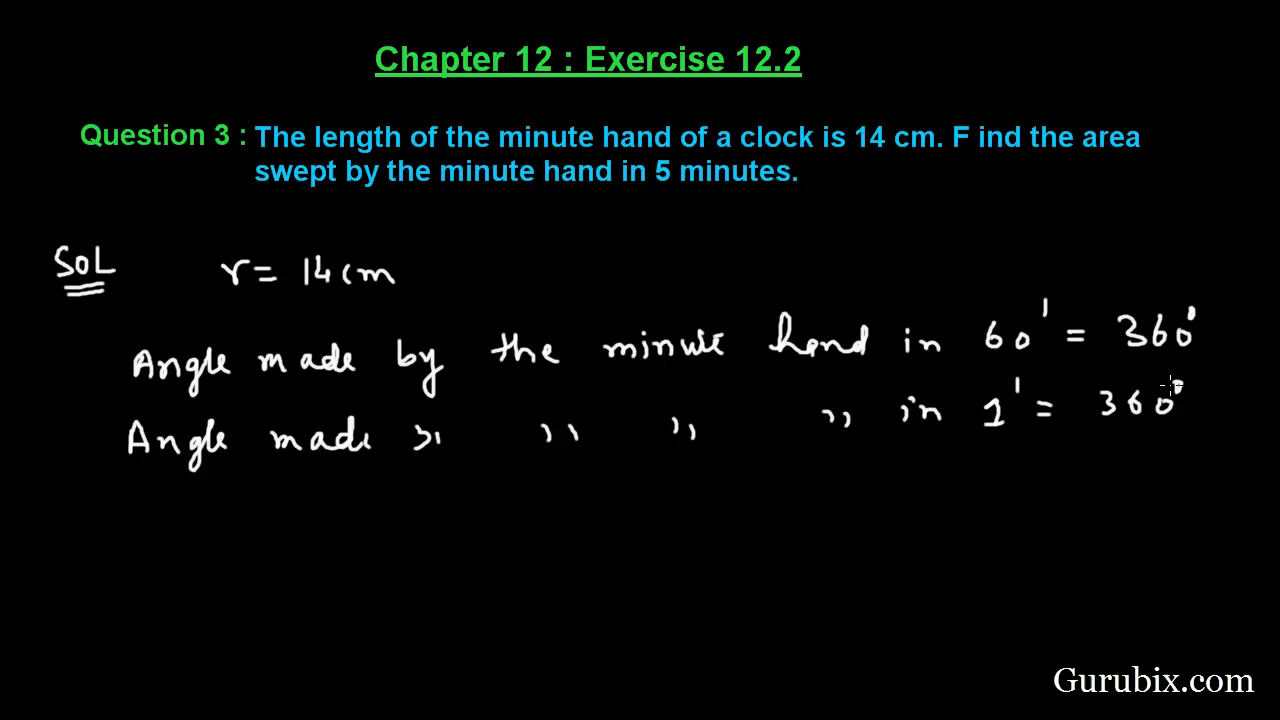 Chapter 12 : Exercise 12.2
Question 3 : The length of the minute hand of a clock is 14 cm. F ind the area
swept by the minute hand in 5 minutes.
SOL r = 14 cm
Angle made by the minute hand in 60' = 360°
Angle made ,, ,, ,, ,, in 1' = 360°
Gurubix.com